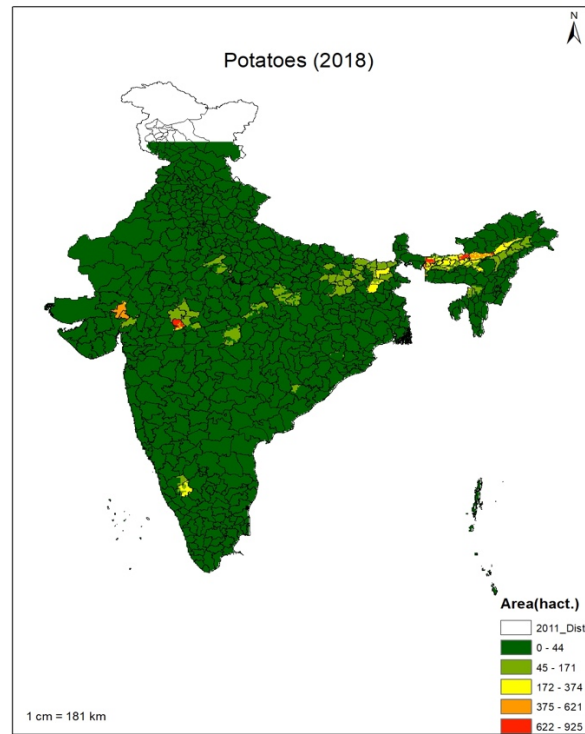 N
Potatoes (2018)
Area(hact.)
2011_Dist
0 - 44
45 - 171
172 - 374
375 - 621
622 - 925
1 cm = 181 km